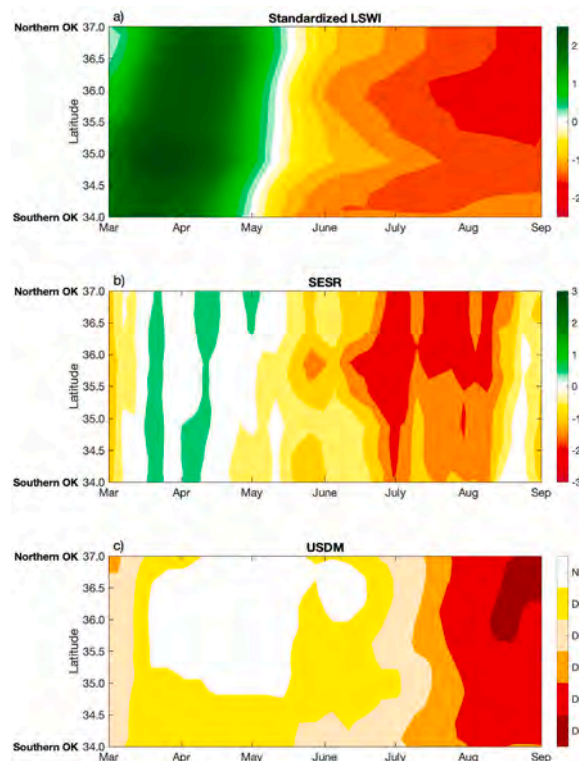 a)
Standardized LSWI
Northern OK 37.0
36.5
36.0
35.5
35.0
34.5
Southern OK 34.0
Latitude
Mar Apr May June July Aug Sep
2
1
0
-1
-2
b)
SESR
Northern OK 37.0
36.5
36.0
35.5
35.0
34.5
Southern OK 34.0
Latitude
Mar Apr May June July Aug Sep
3
2
1
0
-1
-2
-3
c)
USDM
Northern OK 37.0
36.5
36.0
35.5
35.0
34.5
Southern OK 34.0
Latitude
Mar Apr May June July Aug Sep
N
D
D
D
D
D